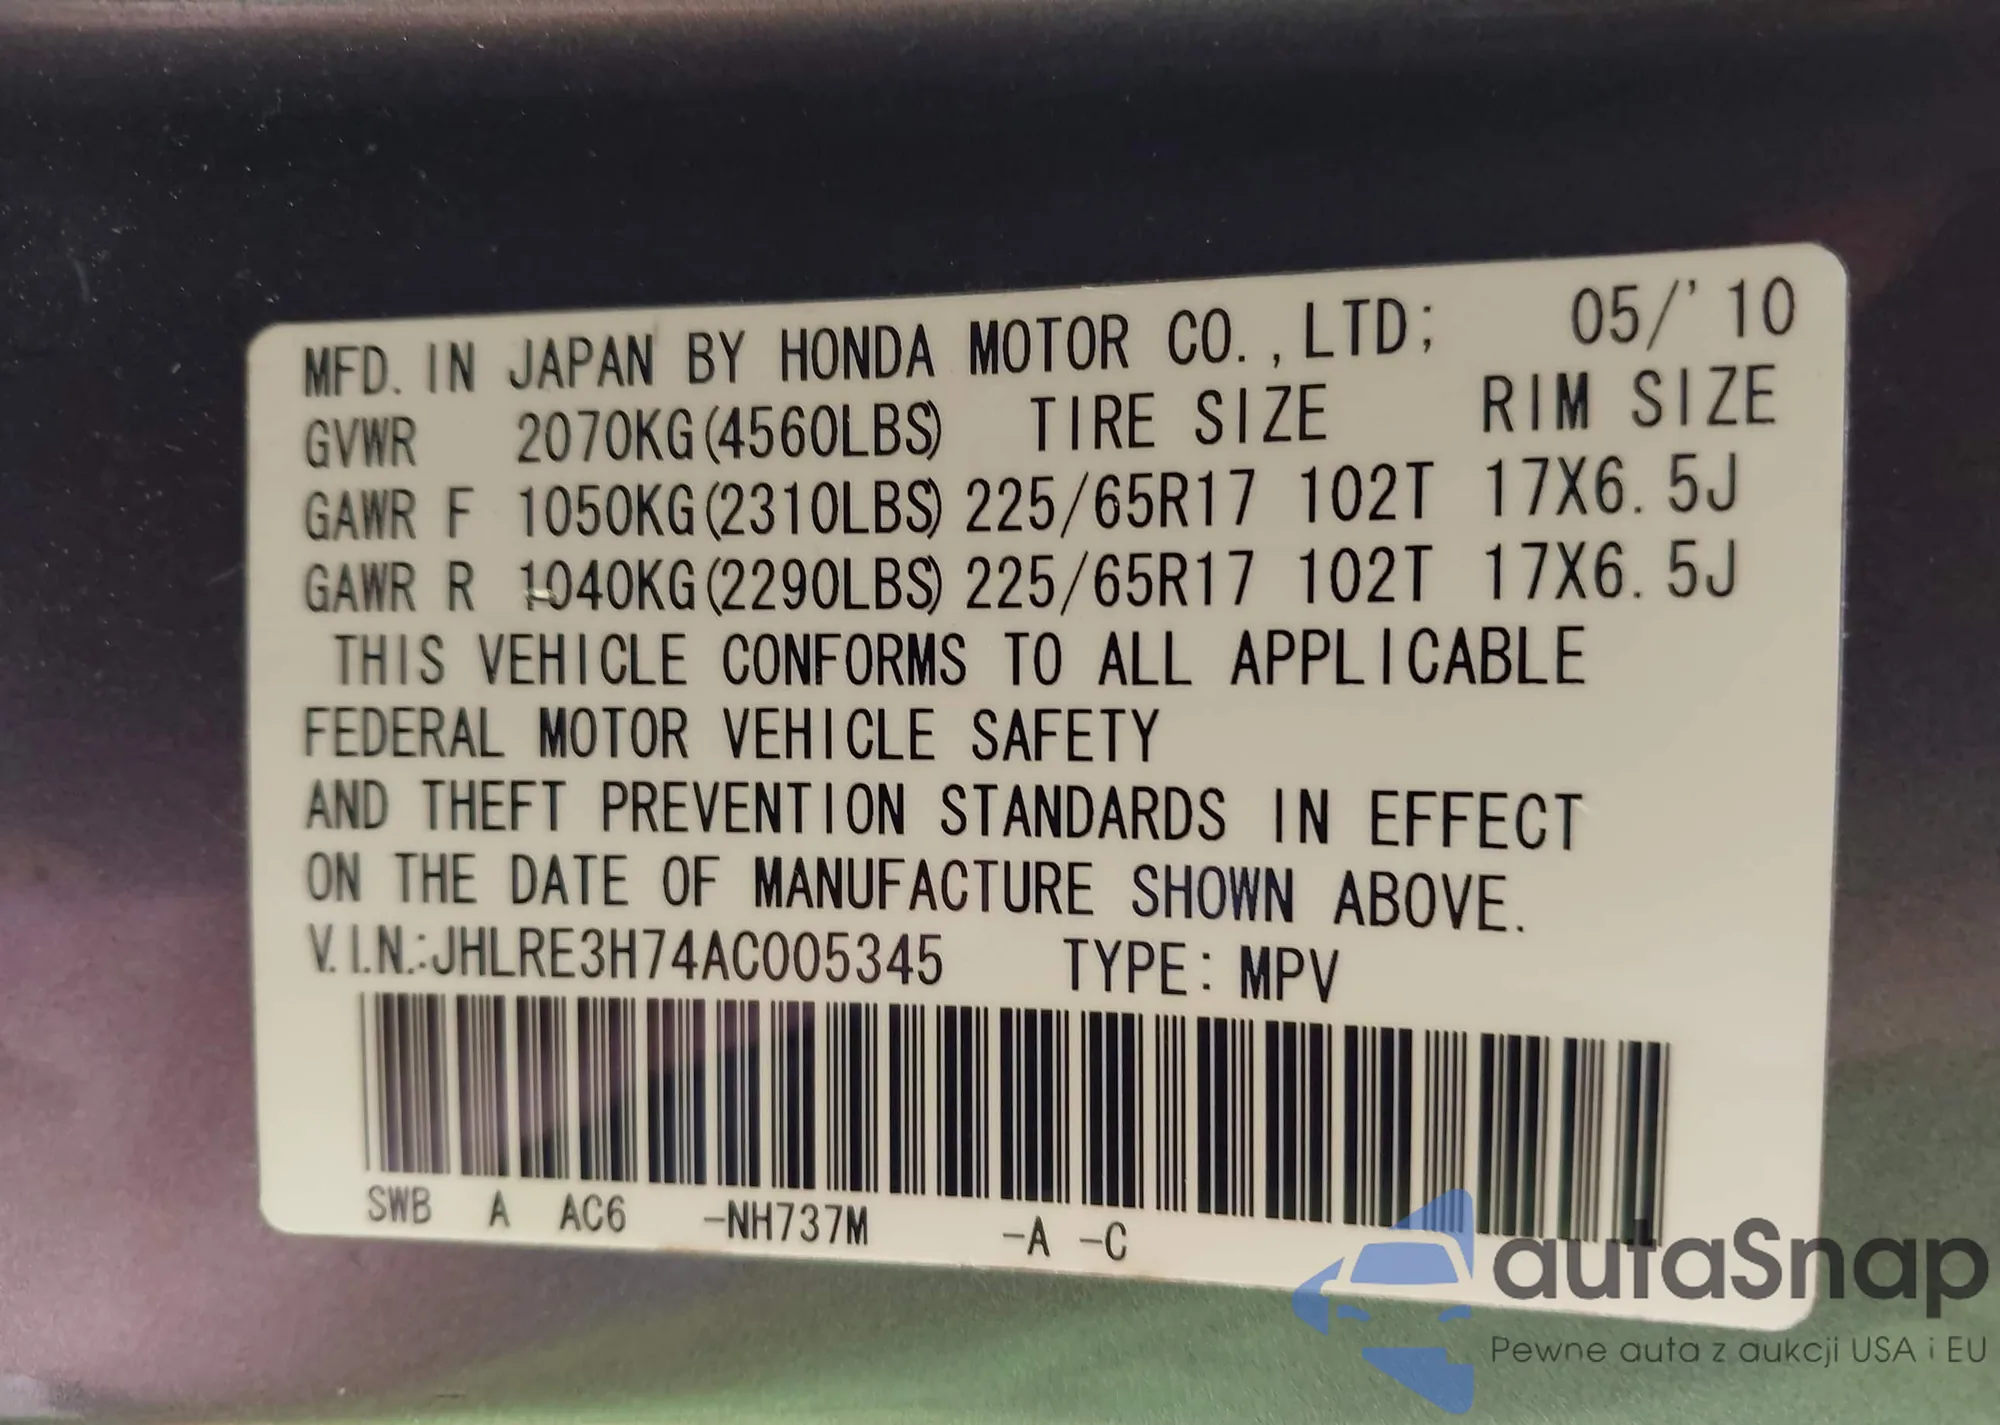 MFD. IN JAPAN BY HONDA MOTOR CO., LTD; 05/'10
GVWR 2070KG(4560LBS) TIRE SIZE RIM SIZE
GAWR F 1050KG(2310LBS) 225/65R17 102T 17X6.5J
GAWR R 1040KG(2290LBS) 225/65R17 102T 17X6.5J
THIS VEHICLE CONFORMS TO ALL APPLICABLE
FEDERAL MOTOR VEHICLE SAFETY
AND THEFT PREVENTION STANDARDS IN EFFECT
ON THE DATE OF MANUFACTURE SHOWN ABOVE.
V.I.N.:JHLRE3H74AC005345 TYPE: MPV
SWB A AC6 -NH737M -A -C
autaSnap
Pewne auta z aukcji USA i EU